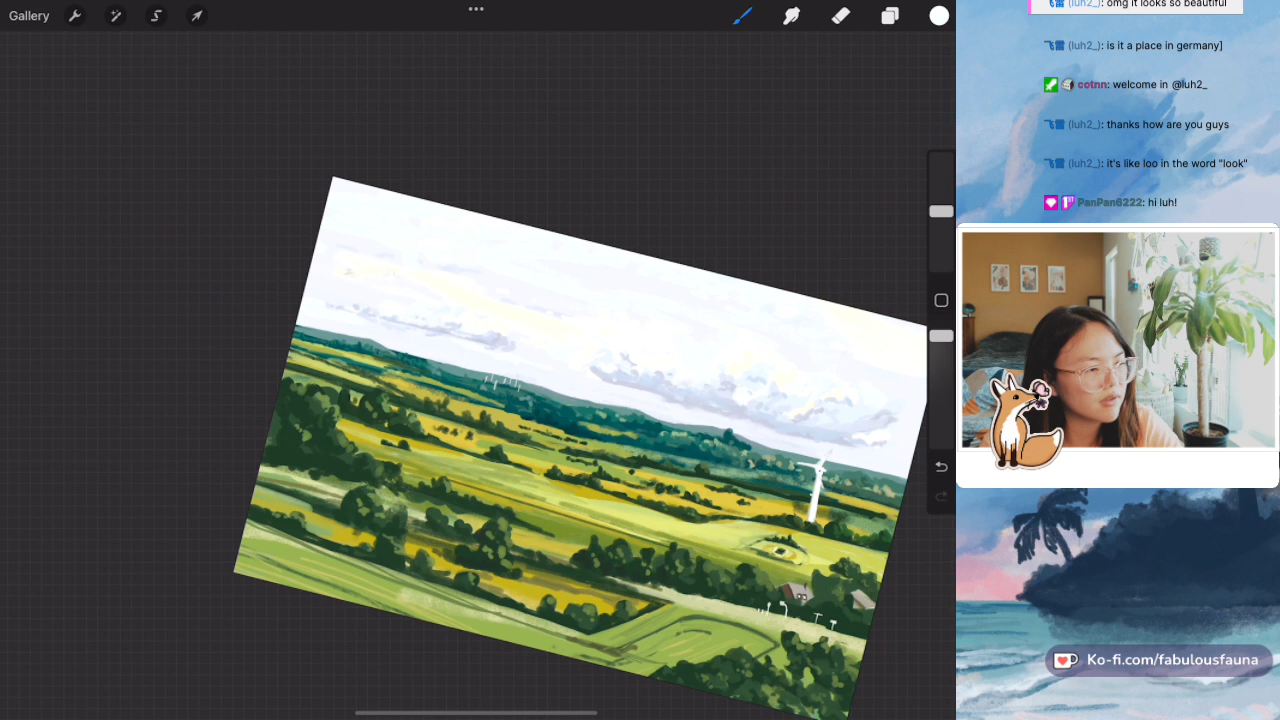 Gallery
(luh2_): omg it looks so beautiful
(luh2_): is it a place in germany]
cotnn: welcome in @luh2_
(luh2_): thanks how are you guys
(luh2_): it's like loo in the word "look"
PanPan6222: hi luh!
Ko-fi.com/fabulousfauna